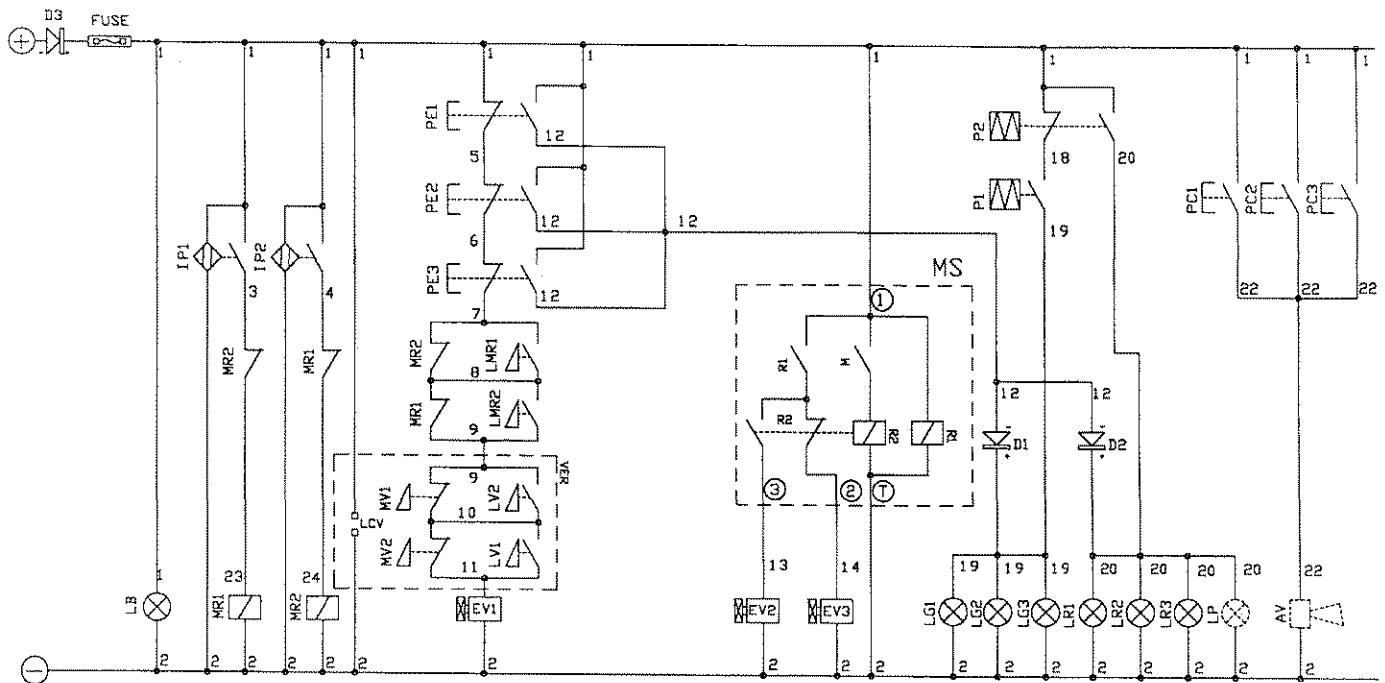 D3
FUSE
1 1 1 1 1 1 1 1 1 1 1
PE1
12
P2
5
18 20
PE2
12
12
P1
PC1
PC2
PC3
6
19
IP1
IP2
PE3
12
MS
3
4
22 22 22
7
1
MR2
MR1
MR2
LMR1
R1
M
8
12 12
MR1
LMR2
R2
R2
R1
D1
D2
9
VER
9
3 2 T
MV1
LV2
LCV
10
MV2
LV1
11
13 14
1
23
24
19 19 19 20 20 20 20
22
LB
MR1
MR2
EV1
EV2
EV3
LG1
LG2
LG3
LR1
LR2
LR3
LP
AV
2 2 2 2 2 2 2 2 2 2 2 2 2 2 2 2 2 2